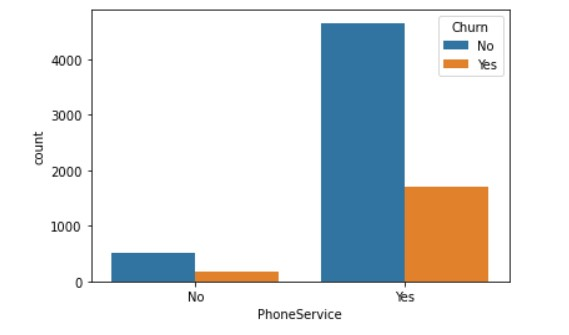 Churn
No
Yes
4000
3000
2000
1000
0
count
No Yes
PhoneService